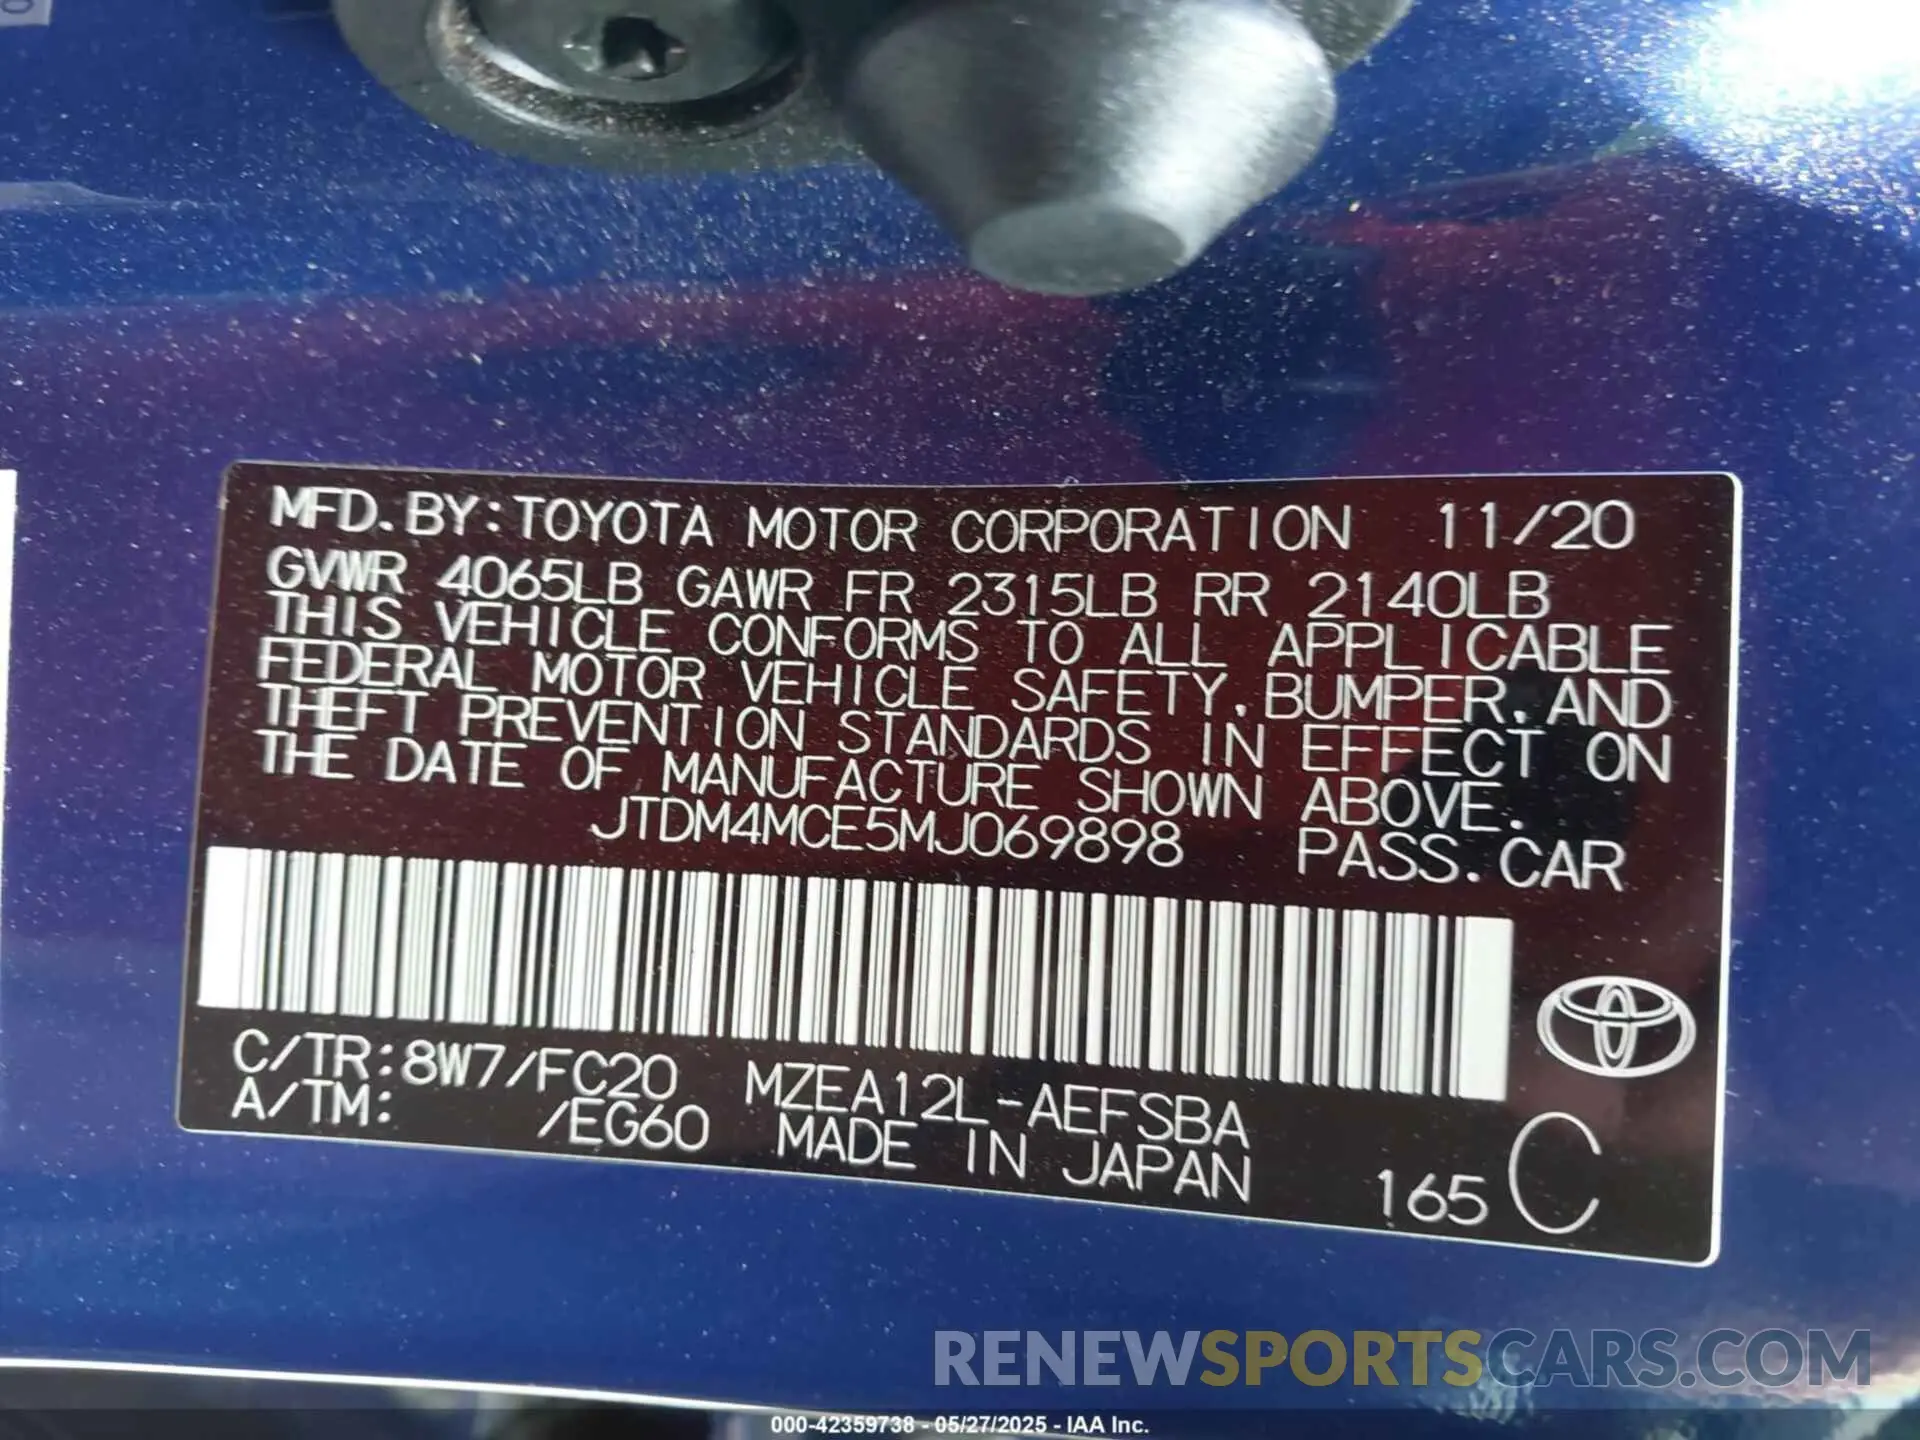 MFD.BY:TOYOTA MOTOR CORPORATION 11/20
GVWR 4065LB GAWR FR 2315LB RR 2140LB
THIS VEHICLE CONFORMS TO ALL APPLICABLE
FEDERAL MOTOR VEHICLE SAFETY,BUMPER,AND
THEFT PREVENTION STANDARDS IN EFFECT ON
THE DATE OF MANUFACTURE SHOWN ABOVE.
JTDM4MCE5MJ069898 PASS.CAR
C/TR:8W7/FC20 MZEA12L-AEFSBA
A/TM: /EG60 MADE IN JAPAN 165 C
RENEWSPORTSCARS.COM
000-42359738 - 05/27/2025 - IAA Inc.